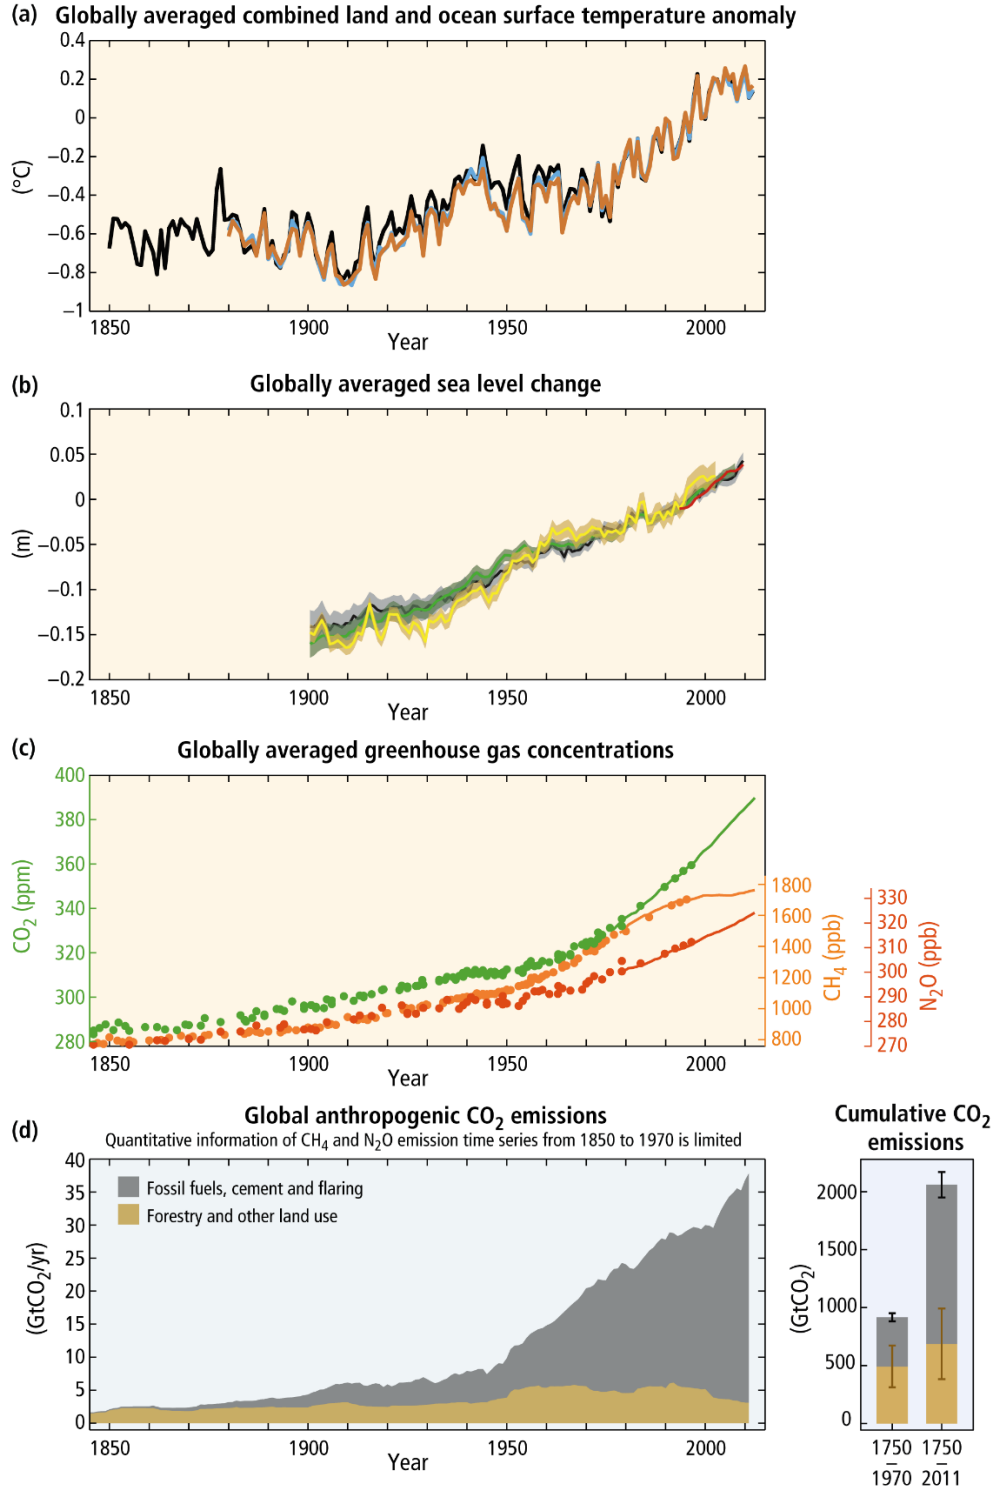 (a) Globally averaged combined land and ocean surface temperature anomaly
0.4
0.2
0
−0.2
−0.4
−0.6
−0.8
−1
(°C)
1850 1900 1950 2000
Year
(b) Globally averaged sea level change
0.1
0.05
0
−0.05
−0.1
−0.15
−0.2
(m)
1850 1900 1950 2000
Year
(c) Globally averaged greenhouse gas concentrations
400
380
360
340
320
300
280
CO₂ (ppm)
1800
1600
1400
1200
1000
800
CH₄ (ppb)
330
320
310
300
290
280
270
N₂O (ppb)
1850 1900 1950 2000
Year
(d) Global anthropogenic CO₂ emissions
Quantitative information of CH₄ and N₂O emission time series from 1850 to 1970 is limited
40
35
30
25
20
15
10
5
0
(GtCO₂/yr)
Fossil fuels, cement and flaring
Forestry and other land use
1850 1900 1950 2000
Year
Cumulative CO₂
emissions
2000
1500
1000
500
0
(GtCO₂)
1750 1750
– –
1970 2011